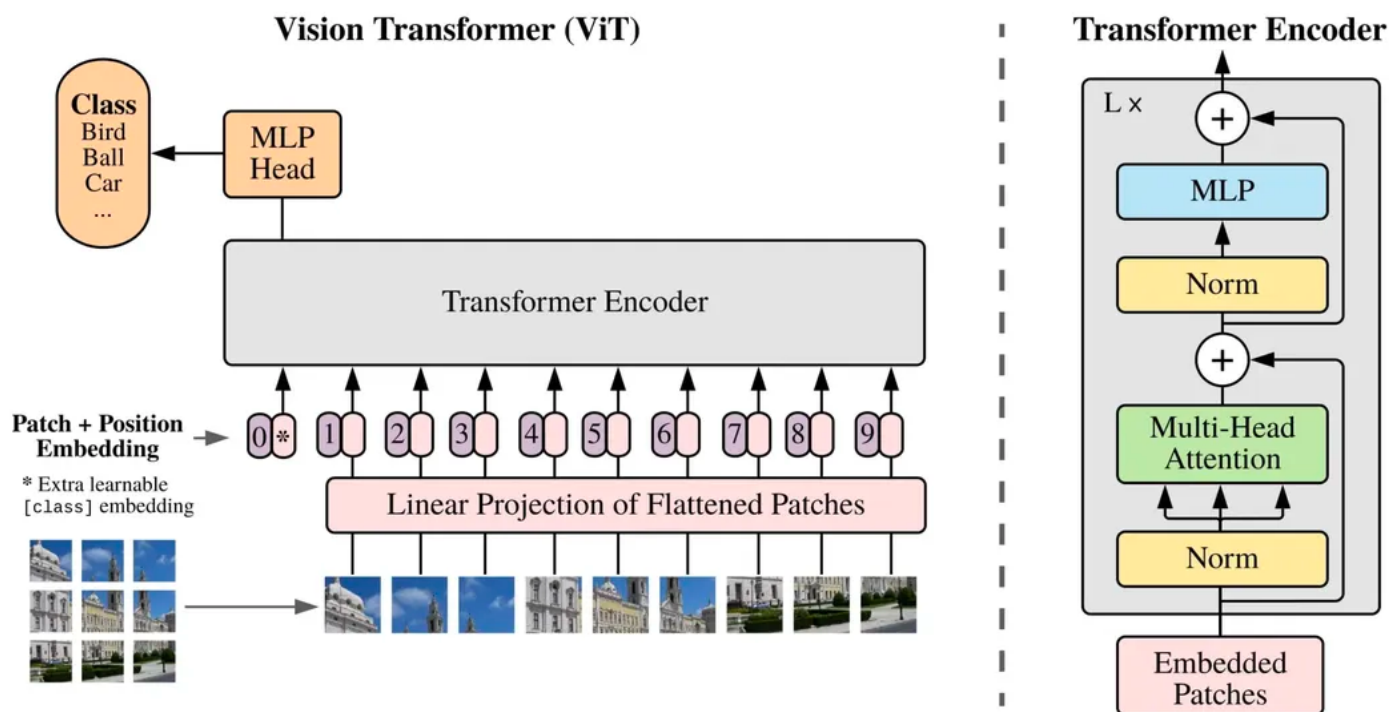 Vision Transformer (ViT)
Class
Bird
Ball
Car
...
MLP
Head
Transformer Encoder
Patch + Position
Embedding
* Extra learnable
[class] embedding
0 * 1 2 3 4 5 6 7 8 9
Linear Projection of Flattened Patches
Transformer Encoder
L x
+
MLP
Norm
+
Multi-Head
Attention
Norm
Embedded
Patches